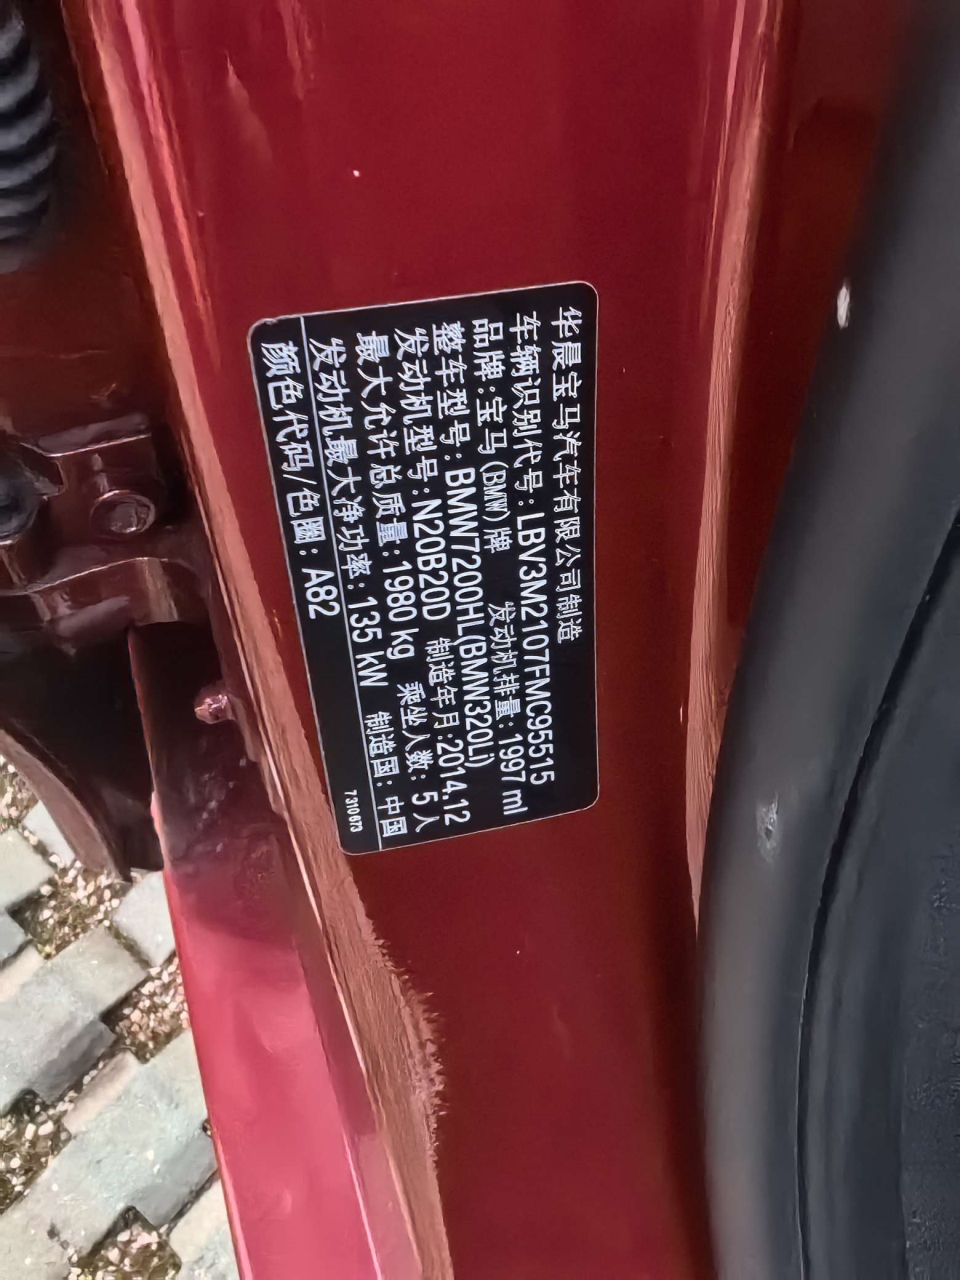 华晨宝马汽车有限公司制造
车辆识别代号:LBV3M2107FMC95515
品牌:宝马(BMW)牌 发动机排量:1997 ml
整车型号:BMW7200HL(BMW320Li)
发动机型号:N20B20D 制造年月:2014.12
最大允许总质量:1980 kg 乘坐人数:5人
发动机最大净功率:135 kW 制造国:中国
颜色代码/色圈:A82 7310673